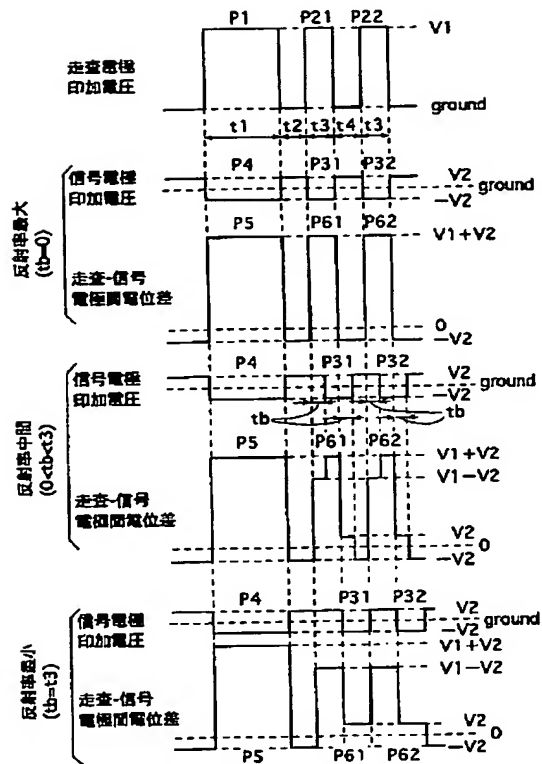 P1 P21 P22
V1
走査電極
印加電圧
ground
t1 t2 t3 t4 t3
反射率最大
(tb=0)
P4 P31 P32
信号電極
印加電圧
V2
ground
-V2
P5 P61 P62
V1+V2
走査-信号
電極間電位差
0
-V2
反射率中間
(0<tb<t3)
P4 P31 P32
信号電極
印加電圧
V2
ground
-V2
tb tb
P5 P61 P62
V1+V2
V1-V2
走査-信号
電極間電位差
V2
0
-V2
反射率最小
(tb=t3)
P4 P31 P32
信号電極
印加電圧
V2
ground
-V2
V1+V2
V1-V2
走査-信号
電極間電位差
V2
0
-V2
P5 P61 P62